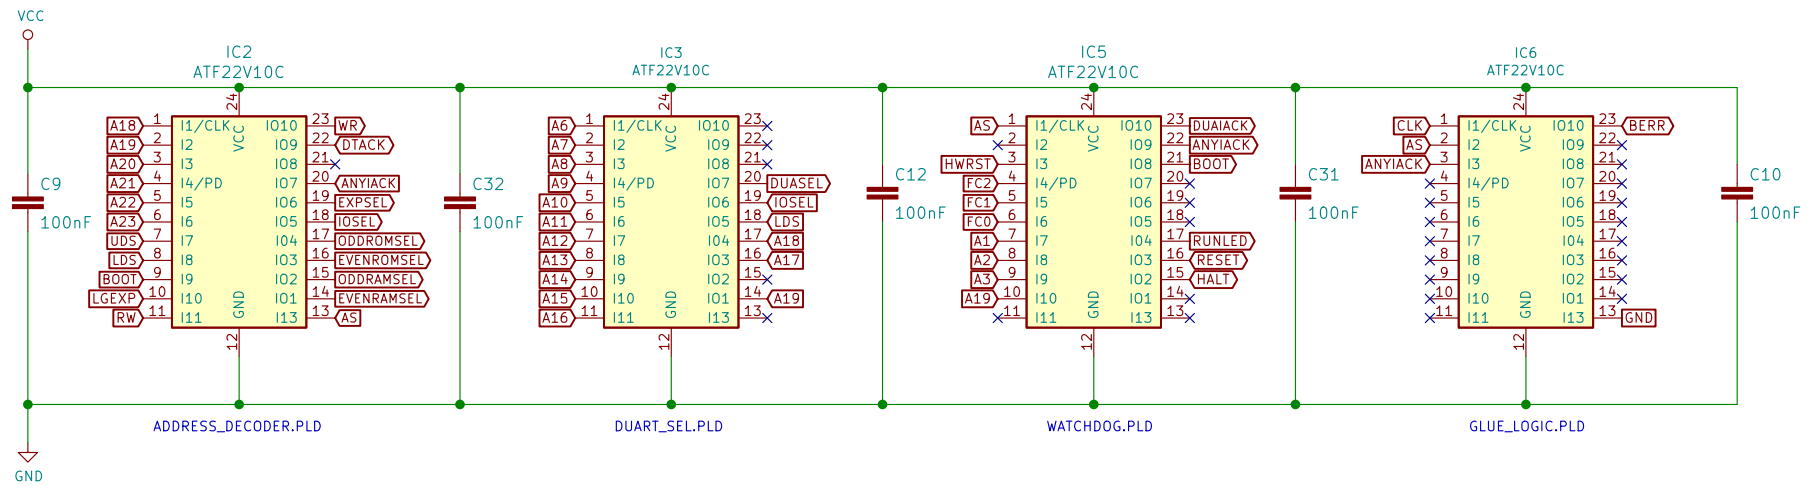 VCC
IC2
ATF22V10C
IC3
ATF22V10C
IC5
ATF22V10C
IC6
ATF22V10C
24
A18 1 I1/CLK VCC IO10 23 WR
A19 2 I2 IO9 22 DTACK
A20 3 I3 IO8 21
A21 4 I4/PD IO7 20 ANYIACK
A22 5 I5 IO6 19 EXPSEL
A23 6 I6 IO5 18 IOSEL
UDS 7 I7 IO4 17 ODDROMSEL
LDS 8 I8 IO3 16 EVENROMSEL
BOOT 9 I9 IO2 15 ODDRAMSEL
LGEXP 10 I10 GND IO1 14 EVENRAMSEL
RW 11 I11 I13 13 AS
12
24
A6 1 I1/CLK VCC IO10 23
A7 2 I2 IO9 22
A8 3 I3 IO8 21
A9 4 I4/PD IO7 20 DUASEL
A10 5 I5 IO6 19 IOSEL
A11 6 I6 IO5 18 LDS
A12 7 I7 IO4 17 A18
A13 8 I8 IO3 16 A17
A14 9 I9 IO2 15
A15 10 I10 GND IO1 14 A19
A16 11 I11 I13 13
12
24
AS 1 I1/CLK VCC IO10 23 DUAIACK
2 I2 IO9 22 ANYIACK
HWRST 3 I3 IO8 21 BOOT
FC2 4 I4/PD IO7 20
FC1 5 I5 IO6 19
FC0 6 I6 IO5 18
A1 7 I7 IO4 17 RUNLED
A2 8 I8 IO3 16 RESET
A3 9 I9 IO2 15 HALT
A19 10 I10 GND IO1 14
11 I11 I13 13
12
24
CLK 1 I1/CLK VCC IO10 23 BERR
AS 2 I2 IO9 22
ANYIACK 3 I3 IO8 21
4 I4/PD IO7 20
5 I5 IO6 19
6 I6 IO5 18
7 I7 IO4 17
8 I8 IO3 16
9 I9 IO2 15
10 I10 GND IO1 14
11 I11 I13 13 GND
12
C9
100nF
C32
100nF
C12
100nF
C31
100nF
C10
100nF
ADDRESS_DECODER.PLD
DUART_SEL.PLD
WATCHDOG.PLD
GLUE_LOGIC.PLD
GND